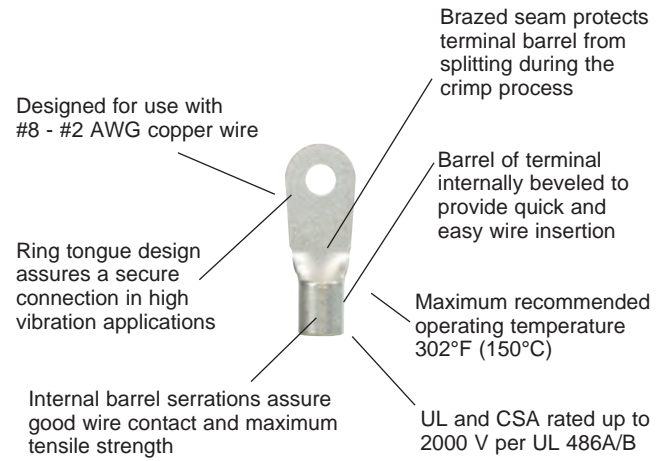 Brazed seam protects
terminal barrel from
splitting during the
crimp process
Designed for use with
#8 - #2 AWG copper wire
Barrel of terminal
internally beveled to
provide quick and
easy wire insertion
Ring tongue design
assures a secure
connection in high
vibration applications
Maximum recommended
operating temperature
302°F (150°C)
Internal barrel serrations assure
good wire contact and maximum
tensile strength
UL and CSA rated up to
2000 V per UL 486A/B